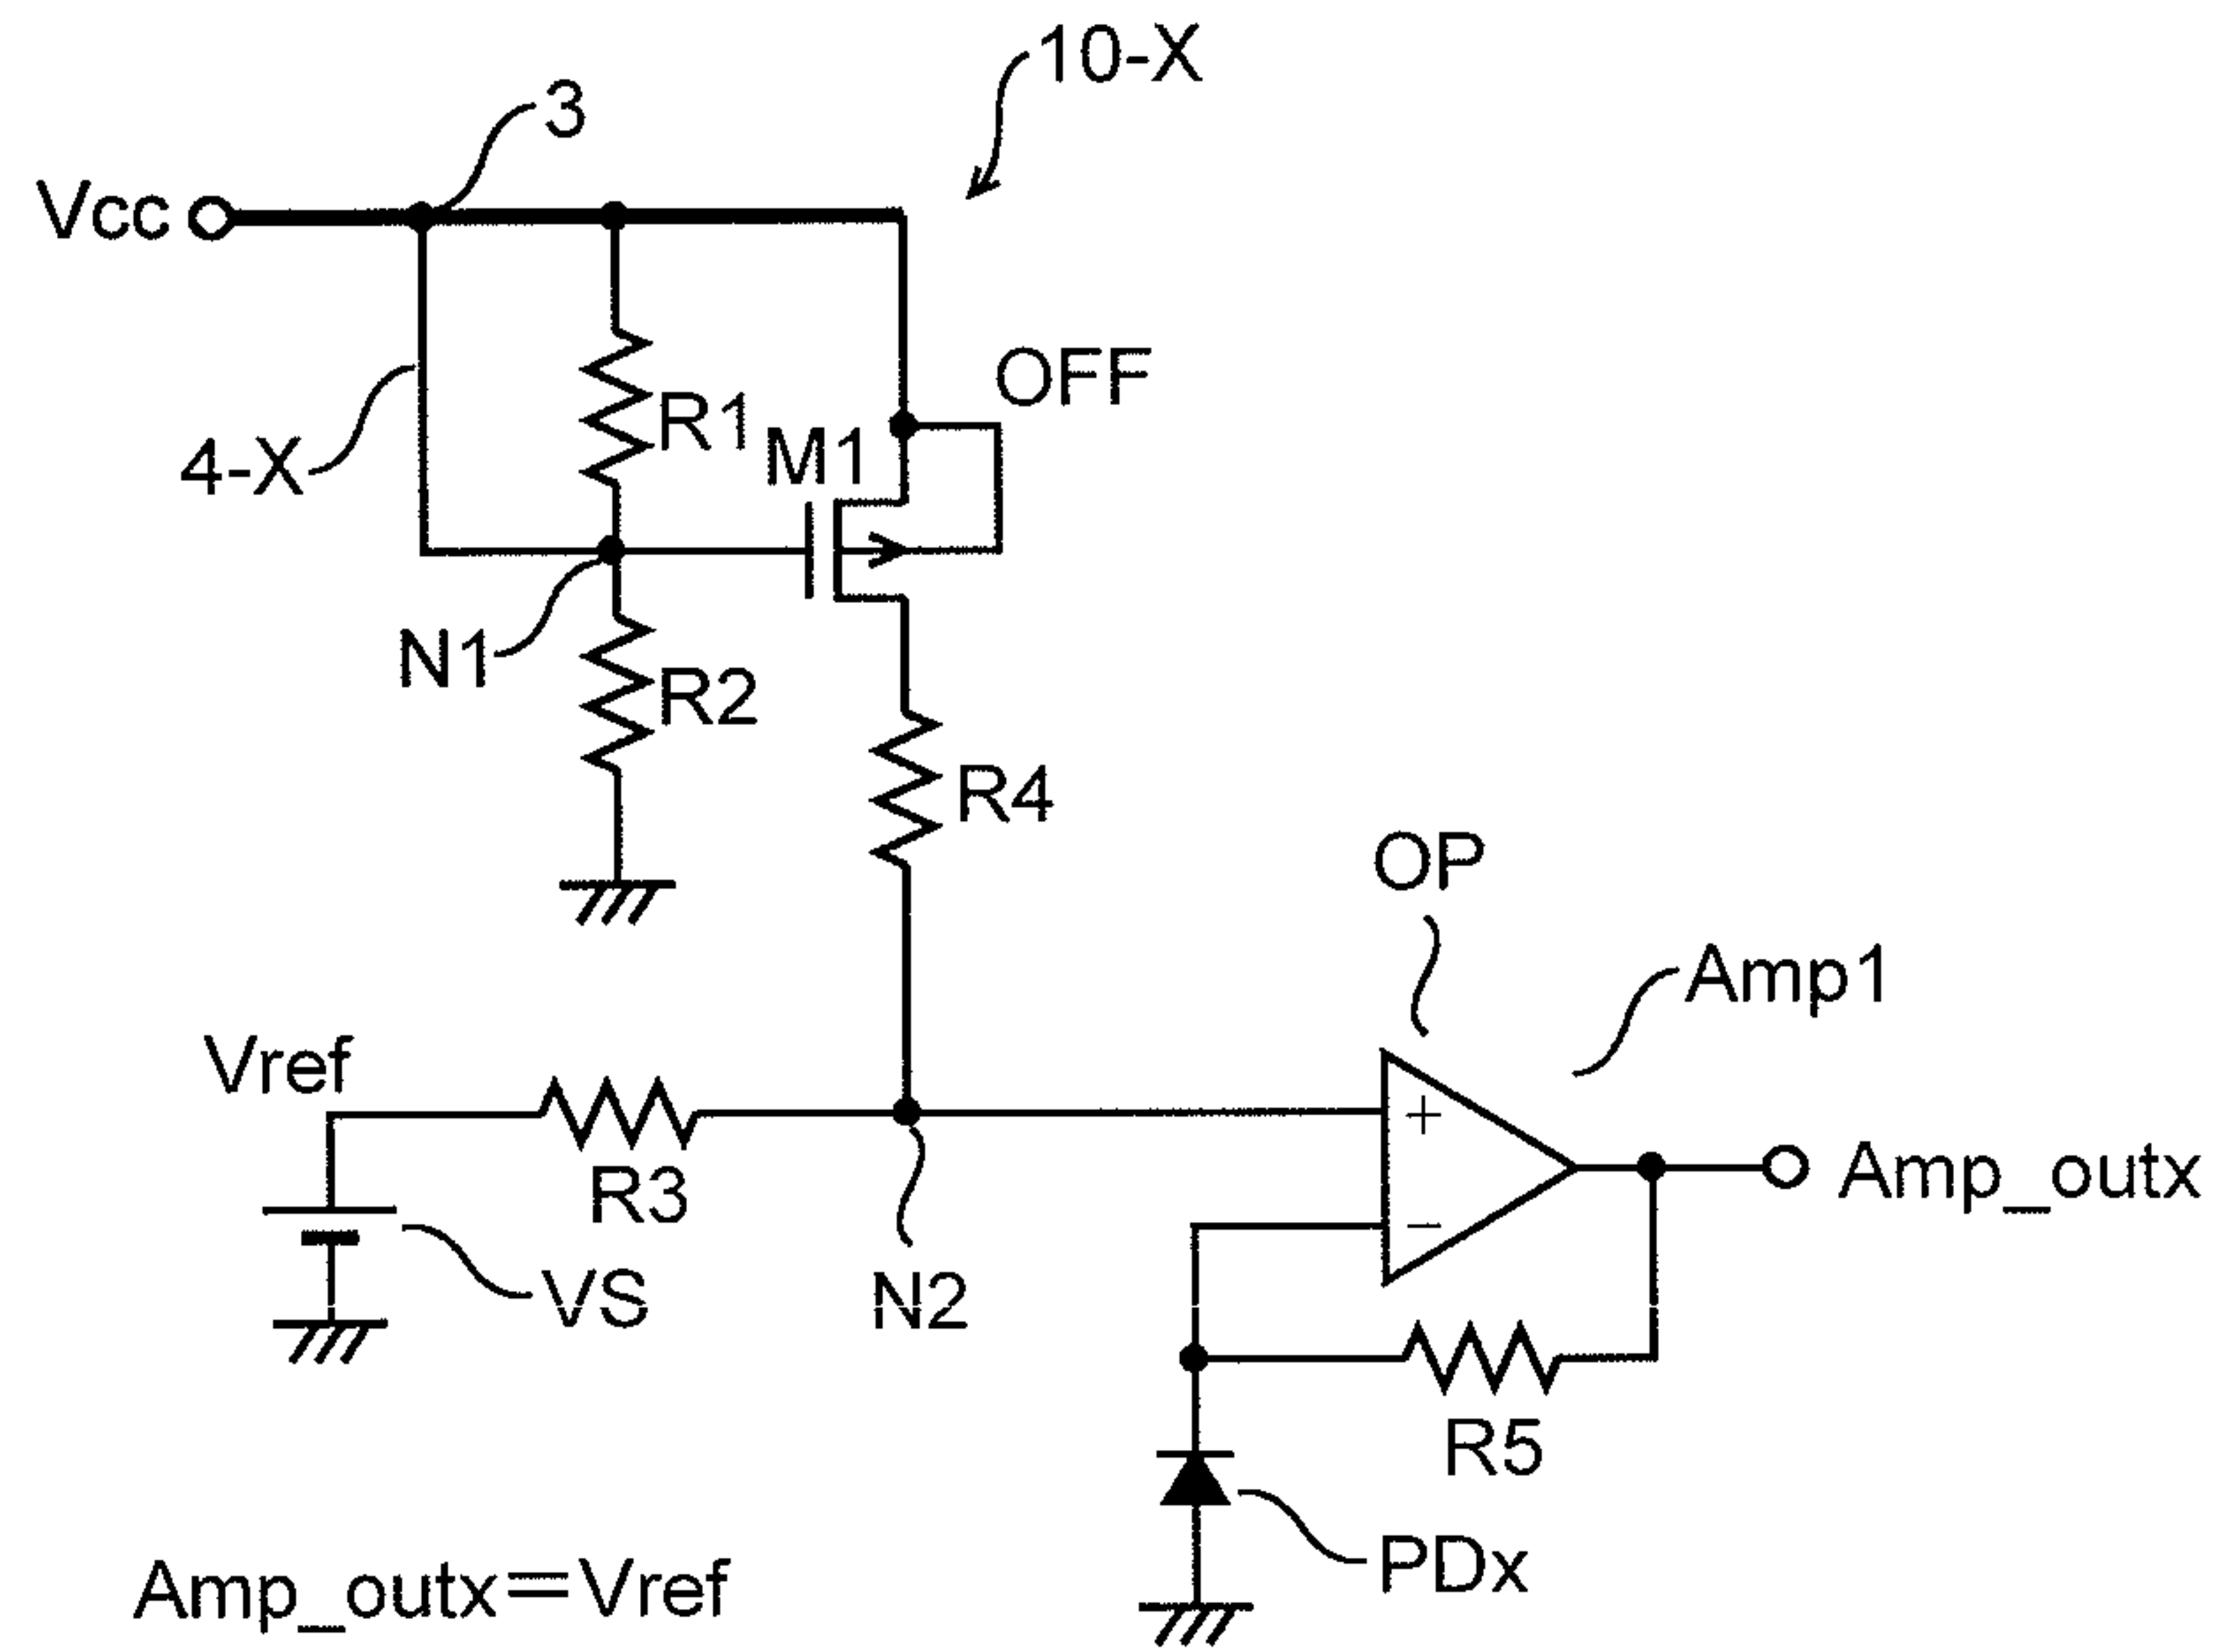 10-X
3
Vcc
OFF
R1
M1
4-X
N1
R2
R4
OP
Amp1
Vref
+
Amp_outx
R3
−
N2
VS
R5
PDx
Amp_outx=Vref